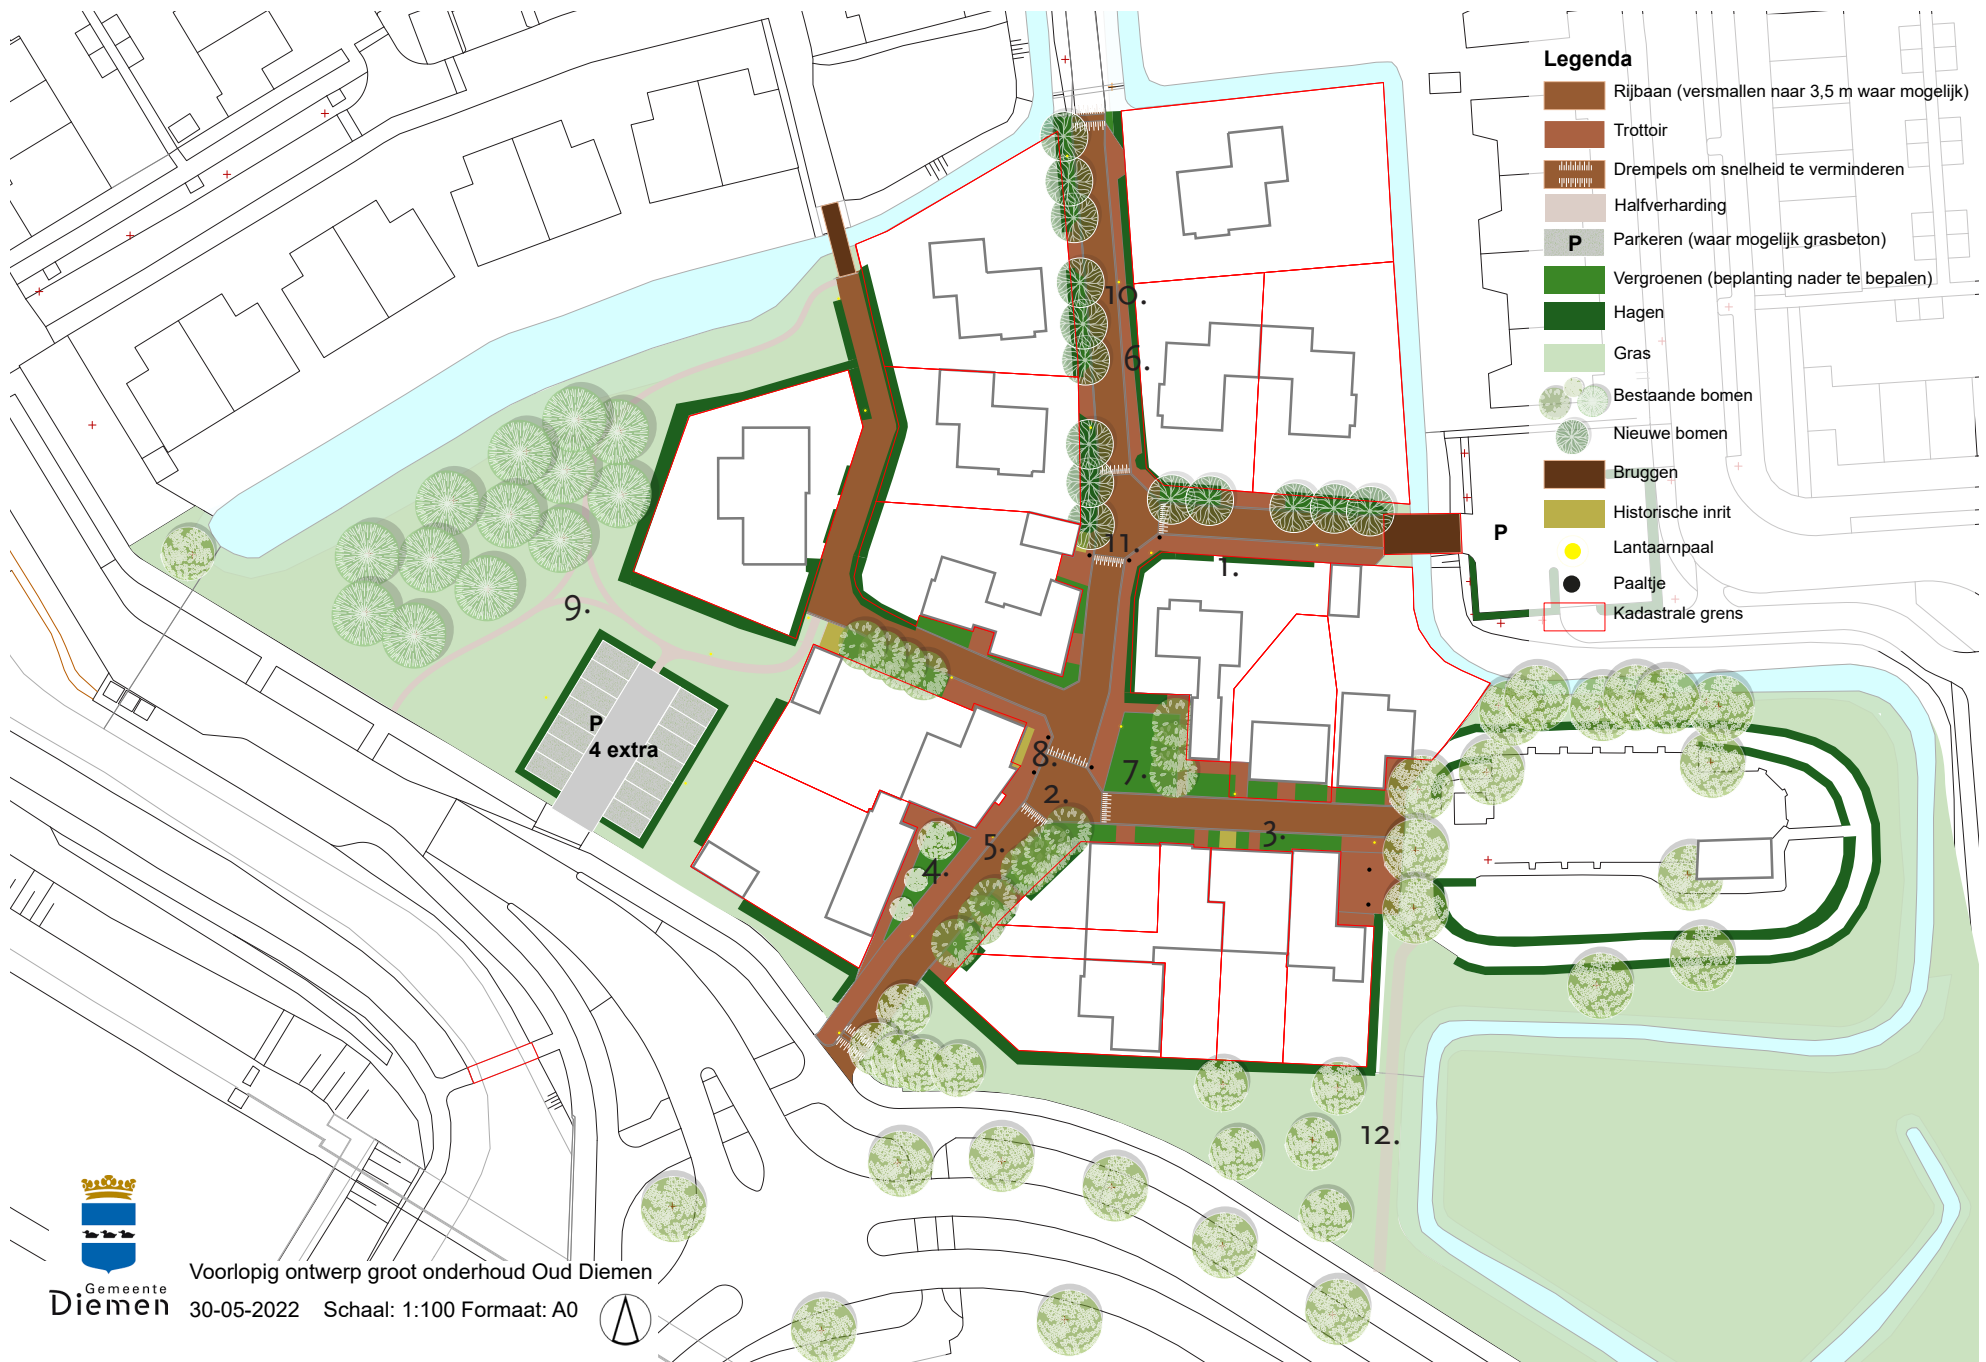 Legenda
Rijbaan (versmallen naar 3,5 m waar mogelijk)
Trottoir
Drempels om snelheid te verminderen
Halfverharding
P Parkeren (waar mogelijk grasbeton)
Vergroenen (beplanting nader te bepalen)
Hagen
Gras
Bestaande bomen
Nieuwe bomen
Bruggen
Historische inrit
Lantaarnpaal
Paaltje
Kadastrale grens
10.
6.
11.
P
1.
9.
P
4 extra
8.
7.
2.
3.
5.
4.
12.
Gemeente
Diemen
Voorlopig ontwerp groot onderhoud Oud Diemen
30-05-2022 Schaal: 1:100 Formaat: A0